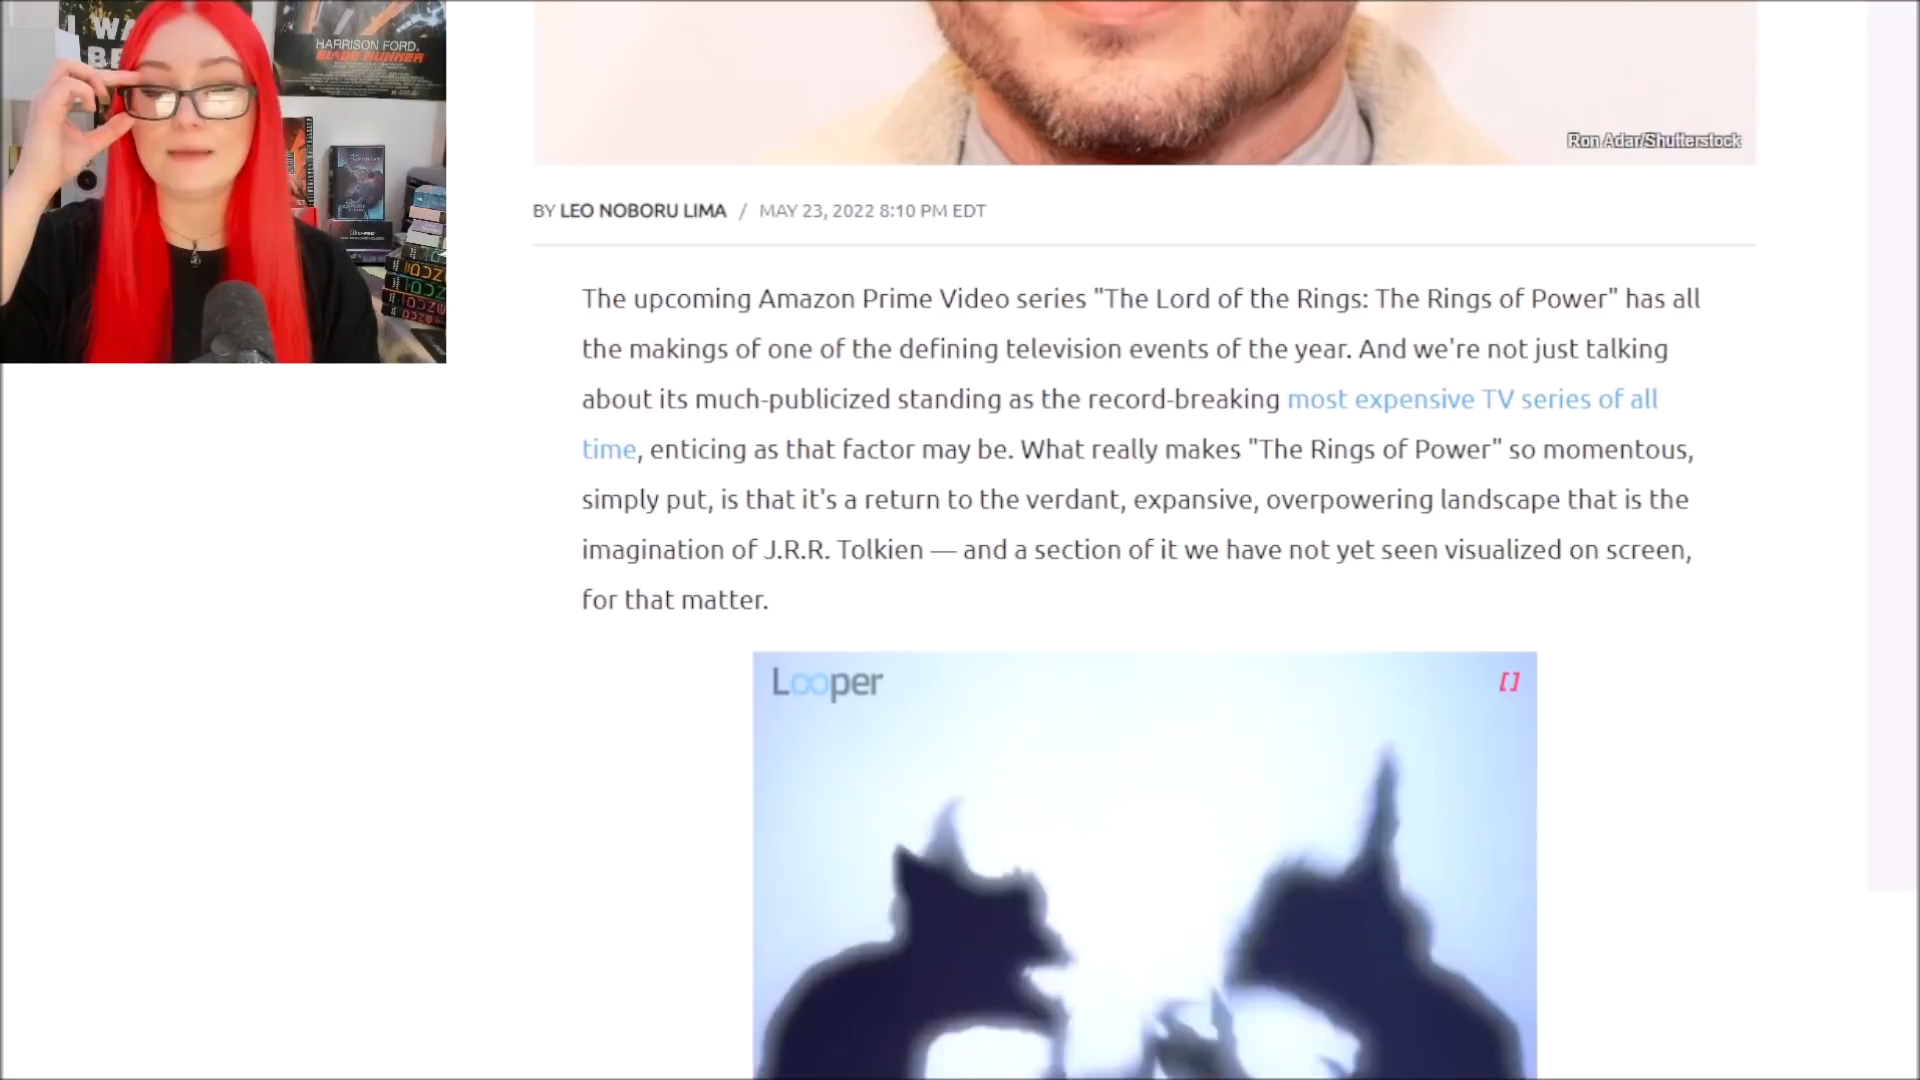 I WA
BE
HARRISON FORD.
BLADE RUNNER
Ron Adar/Shutterstock
BY LEO NOBORU LIMA / MAY 23, 2022 8:10 PM EDT
The upcoming Amazon Prime Video series "The Lord of the Rings: The Rings of Power" has all
the makings of one of the defining television events of the year. And we're not just talking
about its much-publicized standing as the record-breaking most expensive TV series of all
time, enticing as that factor may be. What really makes "The Rings of Power" so momentous,
simply put, is that it's a return to the verdant, expansive, overpowering landscape that is the
imagination of J.R.R. Tolkien — and a section of it we have not yet seen visualized on screen,
for that matter.
Looper
[]